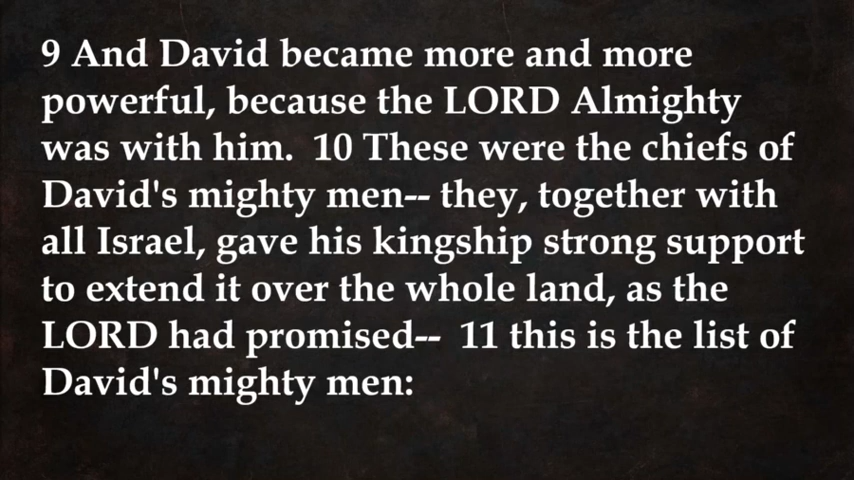 9 And David became more and more
powerful, because the LORD Almighty
was with him.  10 These were the chiefs of
David's mighty men-- they, together with
all Israel, gave his kingship strong support
to extend it over the whole land, as the
LORD had promised--  11 this is the list of
David's mighty men: